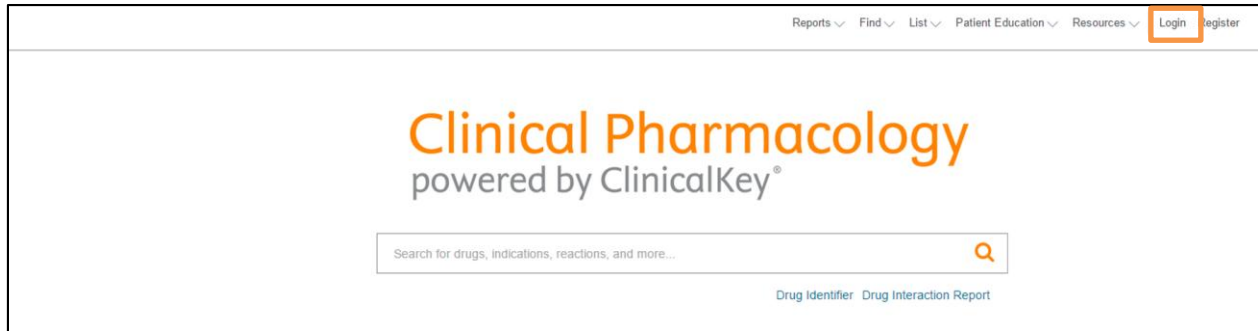 Reports Find List Patient Education Resources Login Register
Clinical Pharmacology
powered by ClinicalKey®
Search for drugs, indications, reactions, and more...
Drug Identifier Drug Interaction Report